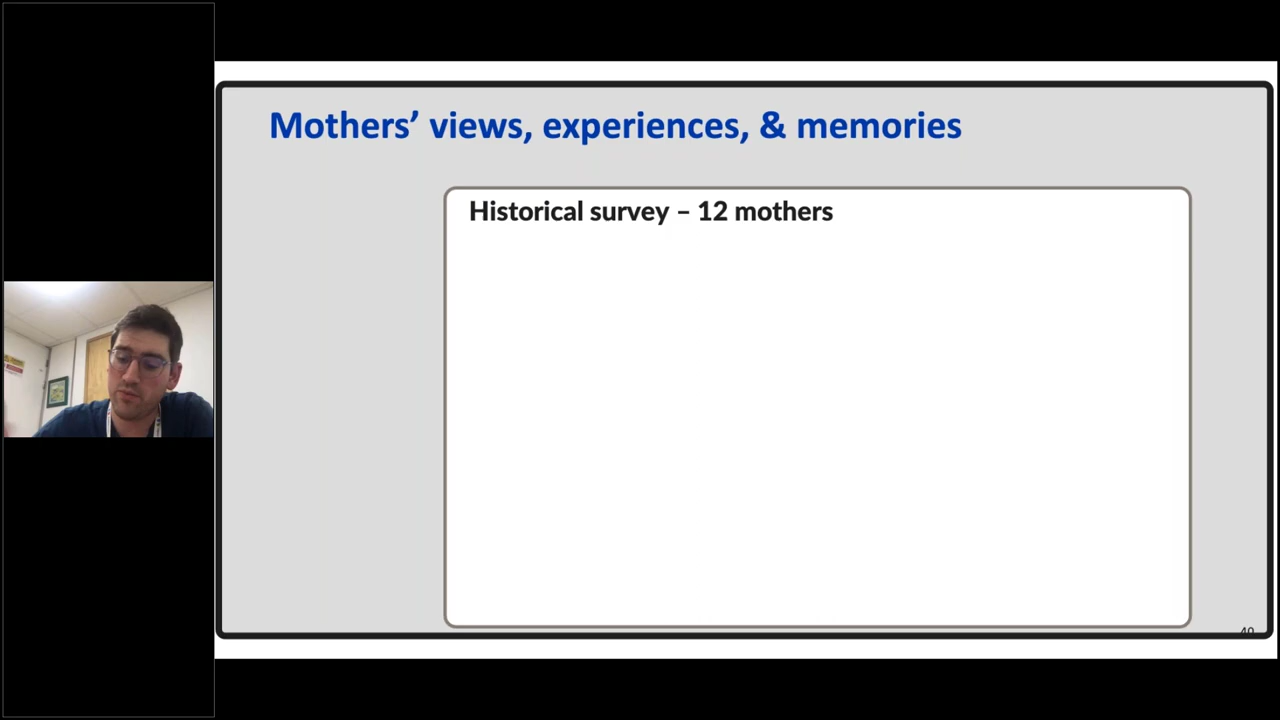 Mothers’ views, experiences, & memories
Historical survey – 12 mothers